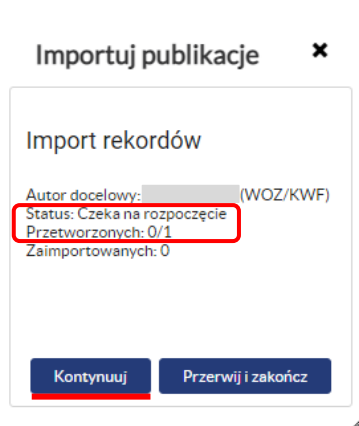 Importuj publikacje ✖
Import rekordów
Autor docelowy: (WOZ/KWF)
Status: Czeka na rozpoczęcie
Przetworzonych: 0/1
Zaimportowanych: 0
Kontynuuj Przerwij i zakończ